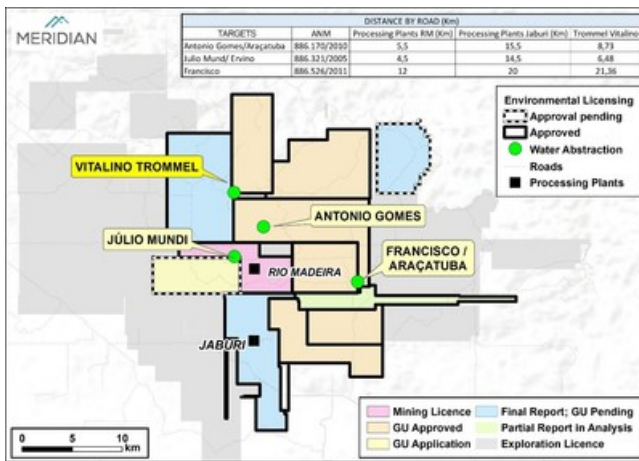 MERIDIAN
DISTANCE BY ROAD (Km)
TARGETS ANM Processing Plants RM (Km) Processing Plants Jaburi (Km) Trommel Vitalino
Antonio Gomes/Araçatuba 886.170/2010 5,5 15,5 8,73
Julio Mund/ Ervino 886.321/2005 4,5 14,5 6,48
Francisco 886.526/2011 12 20 21,36
Environmental Licensing
Approval pending
Approved
Water Abstraction
Roads
Processing Plants
VITALINO TROMMEL
ANTONIO GOMES
JÚLIO MUNDI
FRANCISCO /
ARAÇATUBA
RIO MADEIRA
JABURI
Mining Licence
GU Approved
GU Application
Final Report; GU Pending
Partial Report in Analysis
Exploration Licence
0 5 10
km